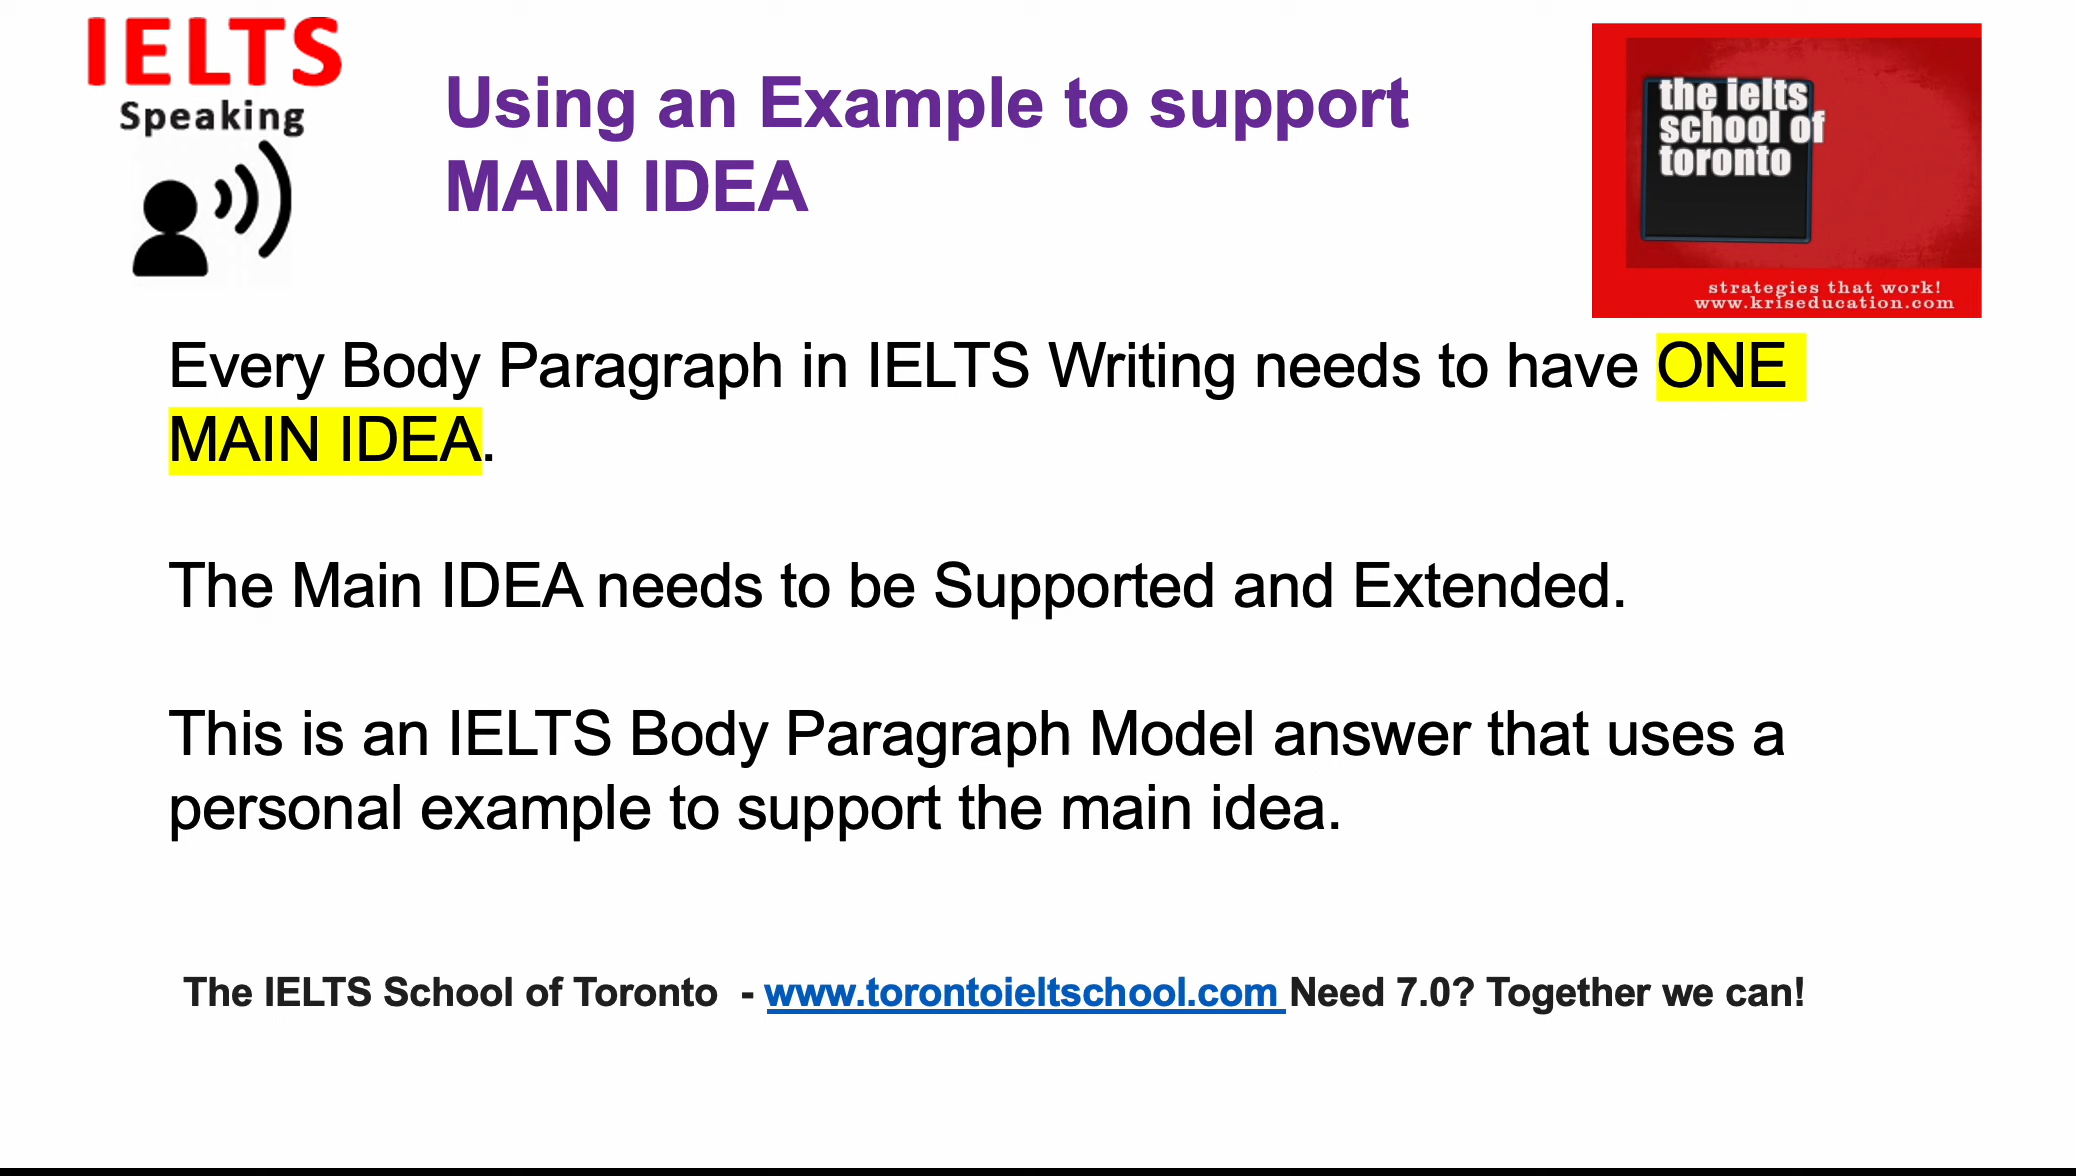 IELTS
Speaking
Using an Example to support
MAIN IDEA
the ielts
school of
toronto
strategies that work!
www.kriseducation.com
Every Body Paragraph in IELTS Writing needs to have ONE
MAIN IDEA.
The Main IDEA needs to be Supported and Extended.
This is an IELTS Body Paragraph Model answer that uses a
personal example to support the main idea.
The IELTS School of Toronto - www.torontoieltschool.com Need 7.0? Together we can!